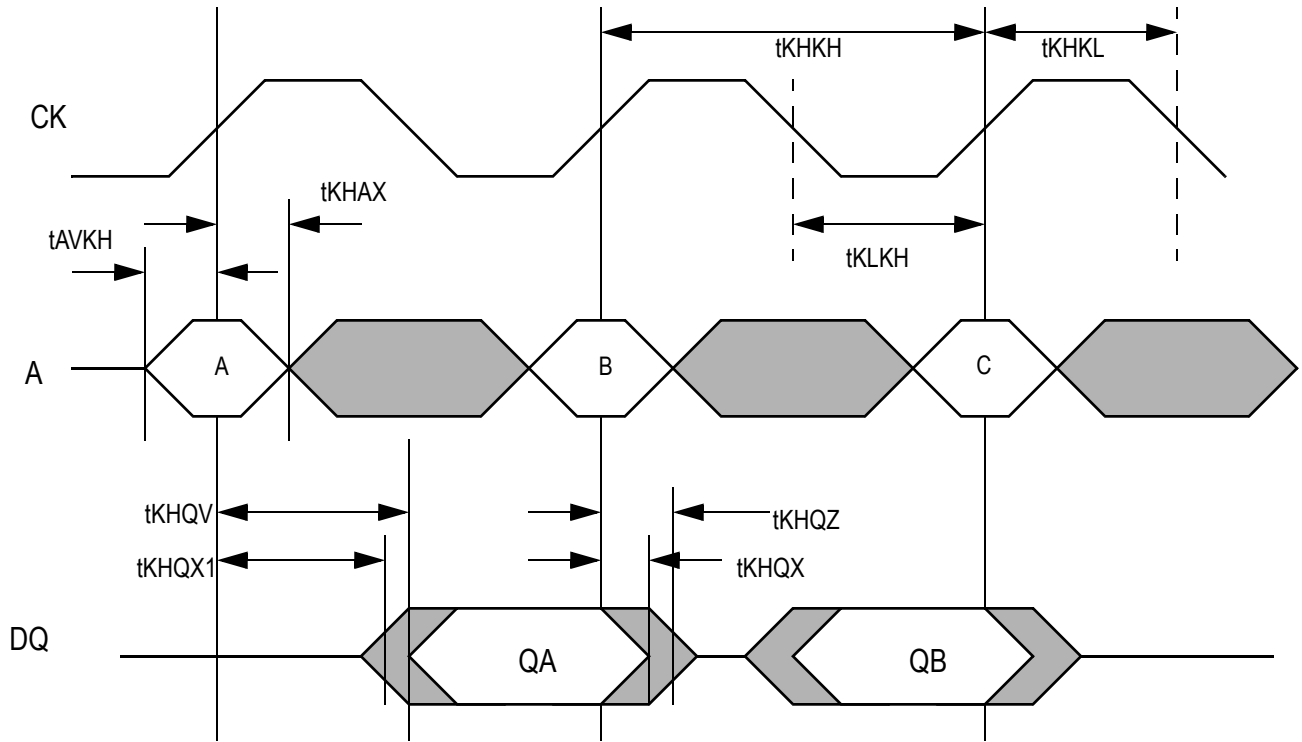 tKHKH
tKHKL
CK
tKHAX
tAVKH
tKLKH
A
A
B
C
tKHQV
tKHQZ
tKHQX1
tKHQX
DQ
QA
QB